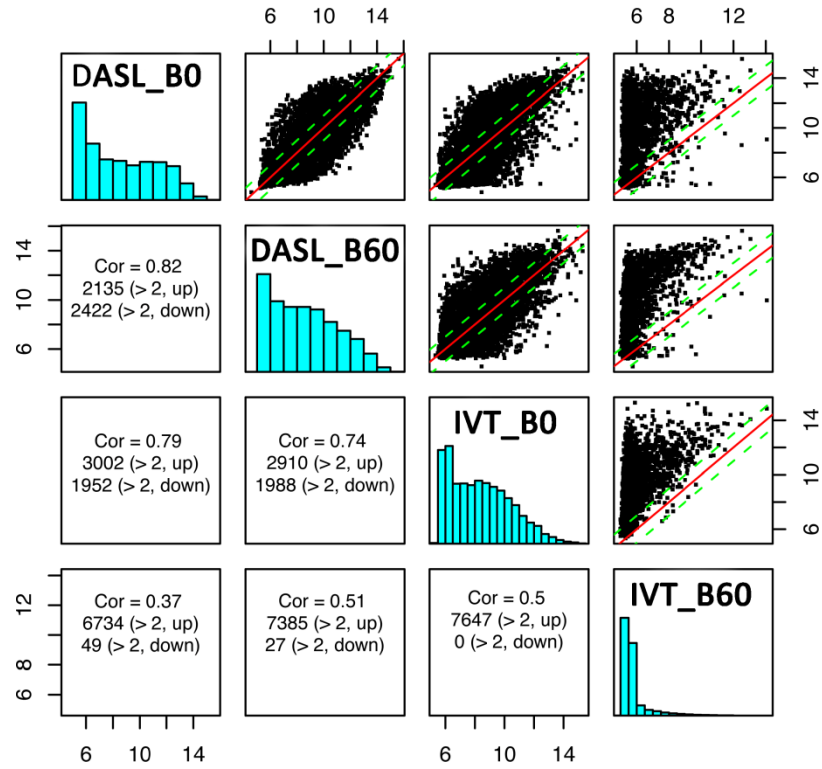 6 10 14
6 8 12
DASL_B0
6 10 14
6 10 14
Cor = 0.82
2135 (> 2, up)
2422 (> 2, down)
DASL_B60
Cor = 0.79
3002 (> 2, up)
1952 (> 2, down)
Cor = 0.74
2910 (> 2, up)
1988 (> 2, down)
IVT_B0
6 10 14
6 8 10 12
Cor = 0.37
6734 (> 2, up)
49 (> 2, down)
Cor = 0.51
7385 (> 2, up)
27 (> 2, down)
Cor = 0.5
7647 (> 2, up)
0 (> 2, down)
IVT_B60
6 10 14
6 10 14